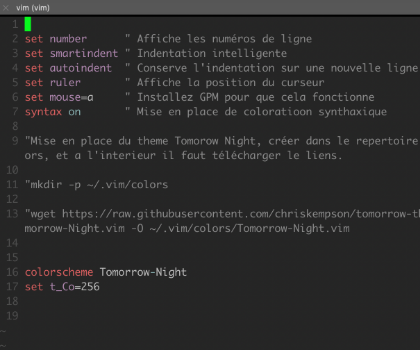 vim (vim)
1
2 set number " Affiche les numéros de ligne
3 set smartindent " Indentation intelligente
4 set autoindent " Conserve l'indentation sur une nouvelle ligne
5 set ruler " Affiche la position du curseur
6 set mouse=a " Installez GPM pour que cela fonctionne
7 syntax on " Mise en place de coloratioon synthaxique
8
9 "Mise en place du theme Tomorow Night, créer dans le repertoire
ors, et a l'interieur il faut télécharger le liens.
10
11 "mkdir -p ~/.vim/colors
12
13 "wget https://raw.githubusercontent.com/chriskempson/tomorrow-th
morrow-Night.vim -O ~/.vim/colors/Tomorrow-Night.vim
14
15
16 colorscheme Tomorrow-Night
17 set t_Co=256
18
19
~
~